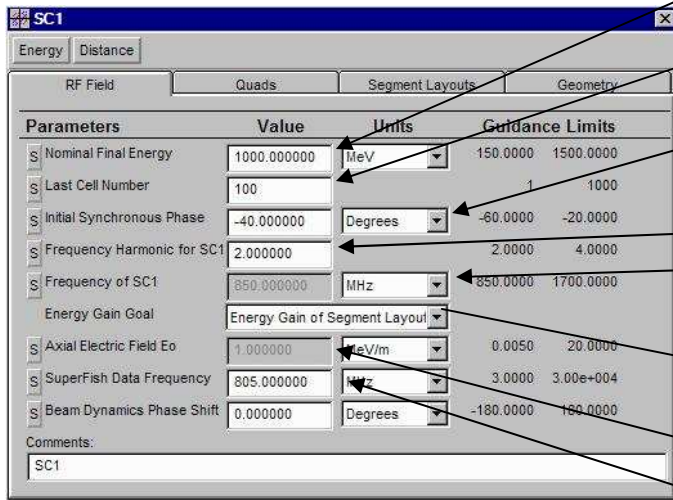 SC1
Energy Distance
RF Field Quads Segment Layouts Geometry
Parameters Value Units Guidance Limits
S Nominal Final Energy 1000.000000 MeV 150.0000 1500.0000
S Last Cell Number 100 1 1000
S Initial Synchronous Phase -40.000000 Degrees -60.0000 -20.0000
S Frequency Harmonic for SC1 2.000000 2.0000 4.0000
S Frequency of SC1 850.000000 MHz 850.0000 1700.0000
Energy Gain Goal Energy Gain of Segment Layout
S Axial Electric Field Eo 1.000000 MeV/m 0.0050 20.0000
S SuperFish Data Frequency 805.000000 MHz 3.0000 3.00e+004
S Beam Dynamics Phase Shift 0.000000 Degrees -180.0000 180.0000
Comments:
SC1